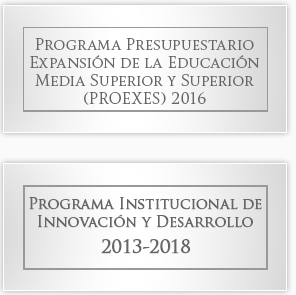 PROGRAMA PRESUPUESTARIO
EXPANSIÓN DE LA EDUCACIÓN
MEDIA SUPERIOR Y SUPERIOR
(PROEXES) 2016
PROGRAMA INSTITUCIONAL DE
INNOVACIÓN Y DESARROLLO
2013-2018